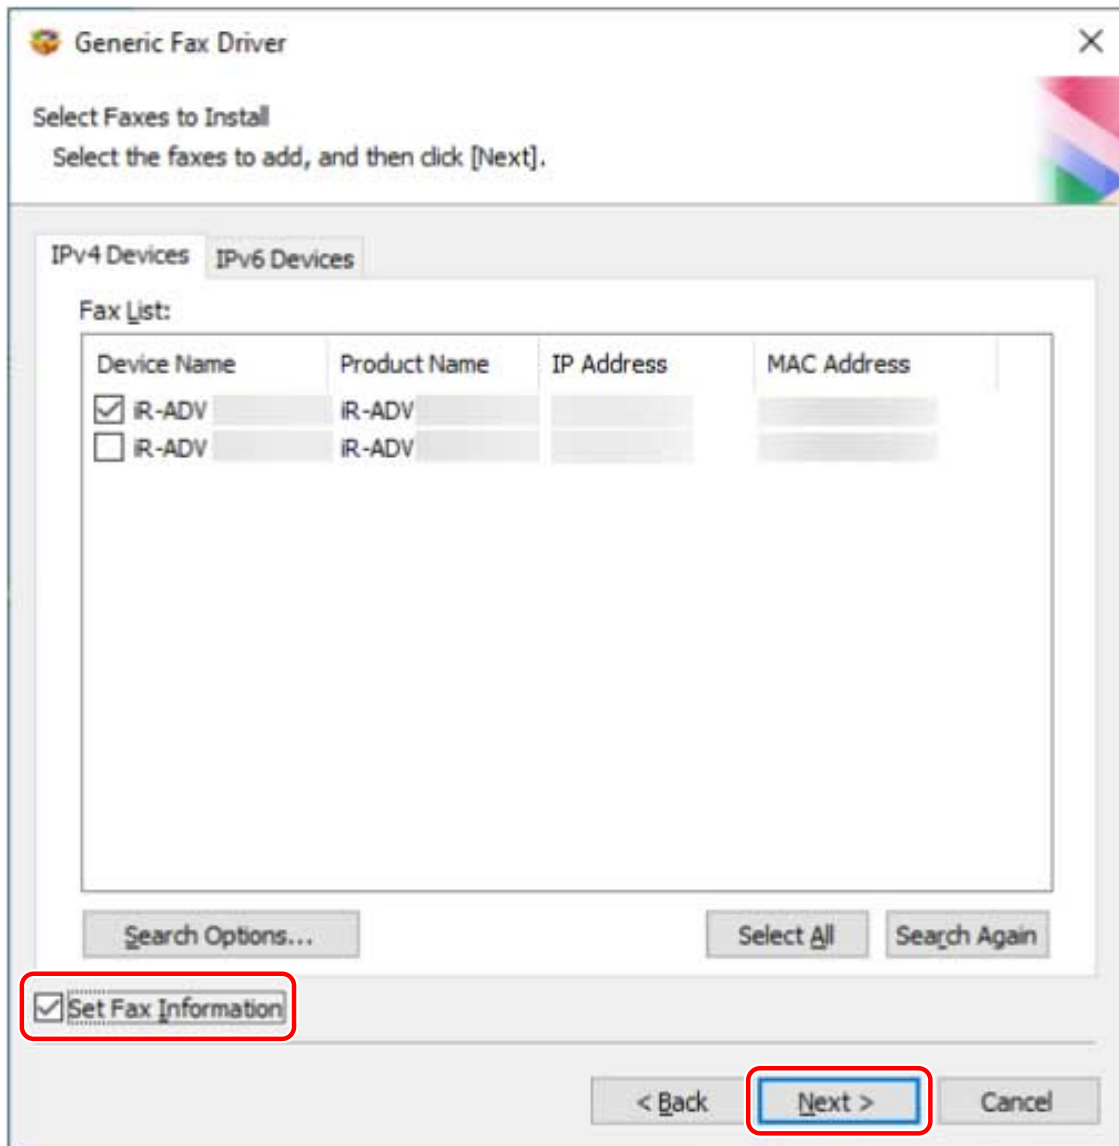 Generic Fax Driver
Select Faxes to Install
Select the faxes to add, and then click [Next].
IPv4 Devices IPv6 Devices
Fax List:
Device Name Product Name IP Address MAC Address
iR-ADV iR-ADV
iR-ADV iR-ADV
Search Options... Select All Search Again
Set Fax Information
< Back Next > Cancel